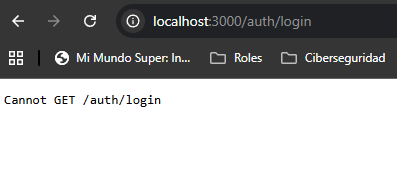 localhost:3000/auth/login
Mi Mundo Super: In... Roles Ciberseguridad
Cannot GET /auth/login